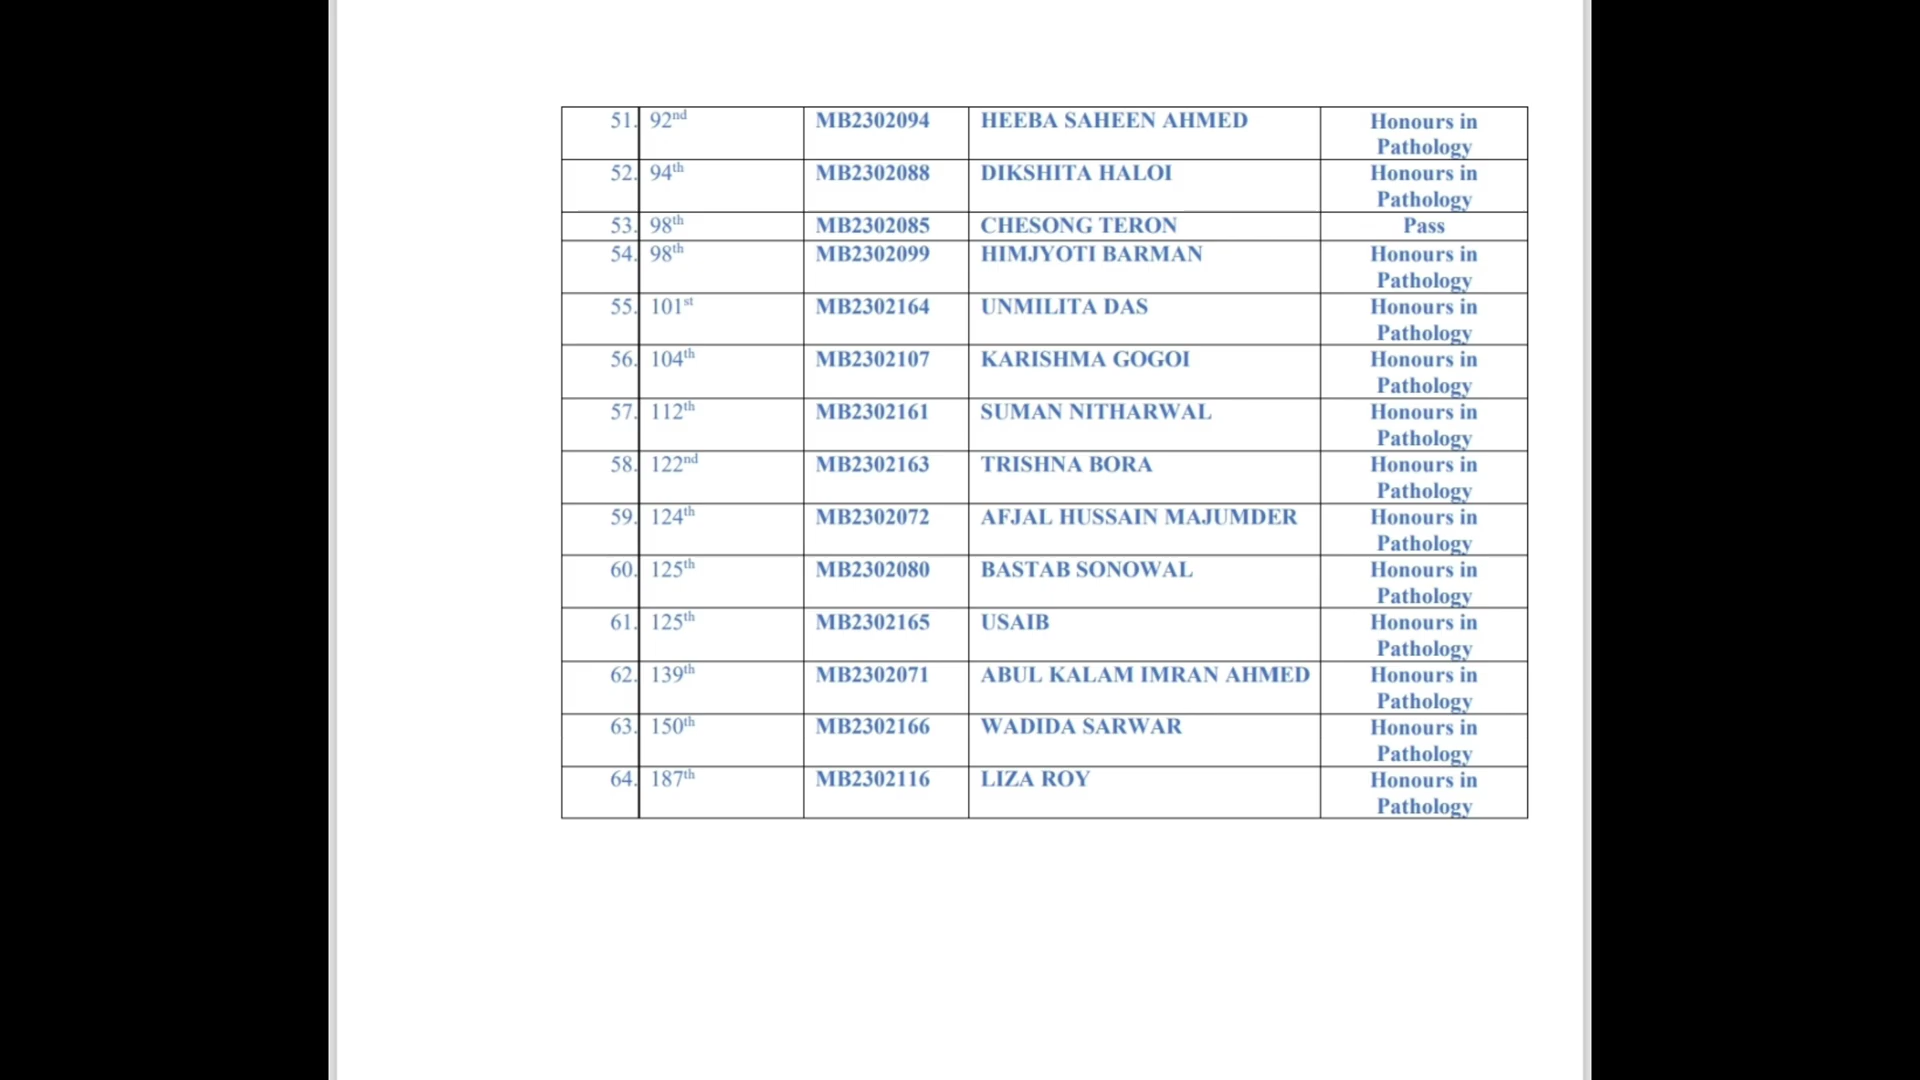 51. 92nd MB2302094 HEEBA SAHEEN AHMED Honours in
Pathology
52. 94th MB2302088 DIKSHITA HALOI Honours in
Pathology
53. 98th MB2302085 CHESONG TERON Pass
54. 98th MB2302099 HIMJYOTI BARMAN Honours in
Pathology
55. 101st MB2302164 UNMILITA DAS Honours in
Pathology
56. 104th MB2302107 KARISHMA GOGOI Honours in
Pathology
57. 112th MB2302161 SUMAN NITHARWAL Honours in
Pathology
58. 122nd MB2302163 TRISHNA BORA Honours in
Pathology
59. 124th MB2302072 AFJAL HUSSAIN MAJUMDER Honours in
Pathology
60. 125th MB2302080 BASTAB SONOWAL Honours in
Pathology
61. 125th MB2302165 USAIB Honours in
Pathology
62. 139th MB2302071 ABUL KALAM IMRAN AHMED Honours in
Pathology
63. 150th MB2302166 WADIDA SARWAR Honours in
Pathology
64. 187th MB2302116 LIZA ROY Honours in
Pathology